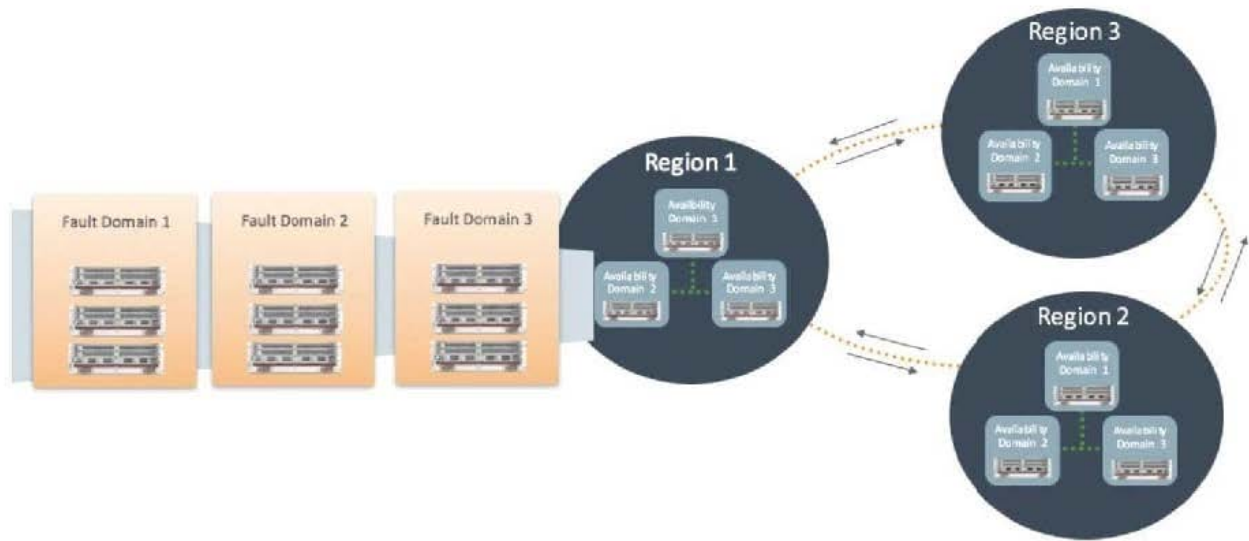 Fault Domain 1
Fault Domain 2
Fault Domain 3
Region 1
Availibility
Domain 1
Availability
Domain 2
Availability
Domain 3
Region 3
Availability
Domain 1
Availability
Domain 2
Availability
Domain 3
Region 2
Availability
Domain 1
Availability
Domain 2
Availability
Domain 3